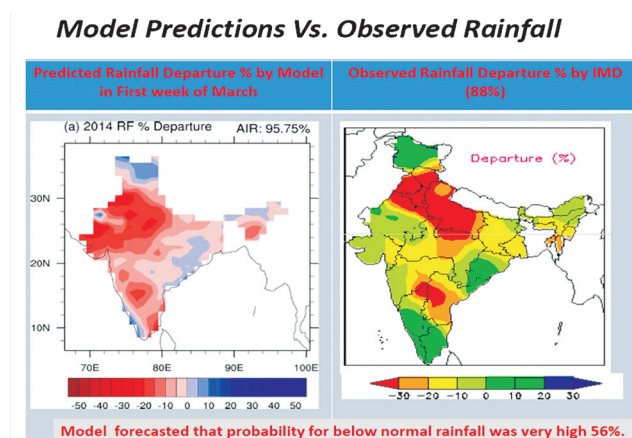 Model Predictions Vs. Observed Rainfall
Predicted Rainfall Departure % by Model
in First week of March
Observed Rainfall Departure % by IMD
(88%)
(a) 2014 RF % Departure AIR: 95.75%
Departure (%)
30N
20N
10N
70E 80E 90E 100E
-50 -40 -30 -20 -10 0 10 20 30 40 50
-30 -20 -10 0 10 20 30
Model forecasted that probability for below normal rainfall was very high 56%.